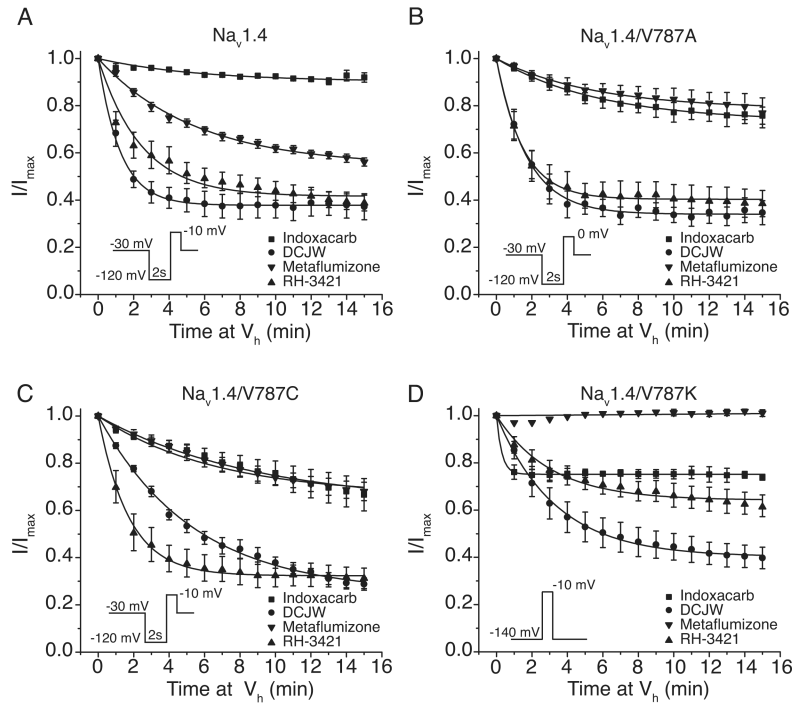 A
Nav1.4
I/Imax
1.0
0.8
0.6
0.4
0.2
0.0
-30 mV
-120 mV
2s
-10 mV
Indoxacarb
DCJW
Metaflumizone
RH-3421
0 2 4 6 8 10 12 14 16
Time at Vh (min)
B
Nav1.4/V787A
I/Imax
1.0
0.8
0.6
0.4
0.2
0.0
-30 mV
-120 mV
2s
0 mV
Indoxacarb
DCJW
Metaflumizone
RH-3421
0 2 4 6 8 10 12 14 16
Time at Vh (min)
C
Nav1.4/V787C
I/Imax
1.0
0.8
0.6
0.4
0.2
0.0
-30 mV
-120 mV
2s
-10 mV
Indoxacarb
DCJW
Metaflumizone
RH-3421
0 2 4 6 8 10 12 14 16
Time at Vh (min)
D
Nav1.4/V787K
I/Imax
1.0
0.8
0.6
0.4
0.2
0.0
-10 mV
-140 mV
Indoxacarb
DCJW
Metaflumizone
RH-3421
0 2 4 6 8 10 12 14 16
Time at Vh (min)